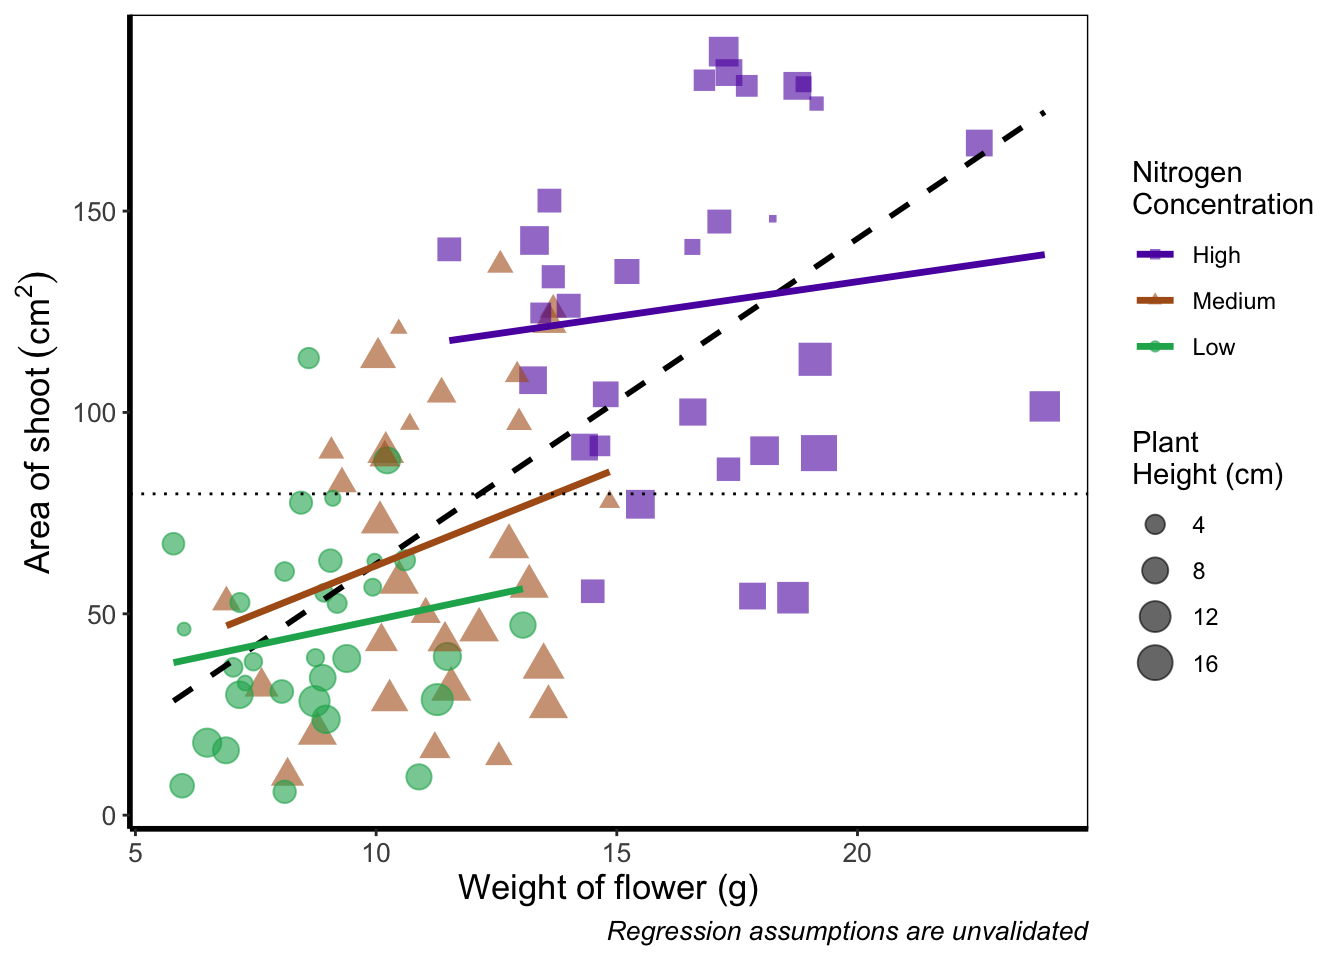 Area of shoot (cm²)
150
100
50
0
5 10 15 20
Weight of flower (g)
Regression assumptions are unvalidated
Nitrogen
Concentration
High
Medium
Low
Plant
Height (cm)
4
8
12
16